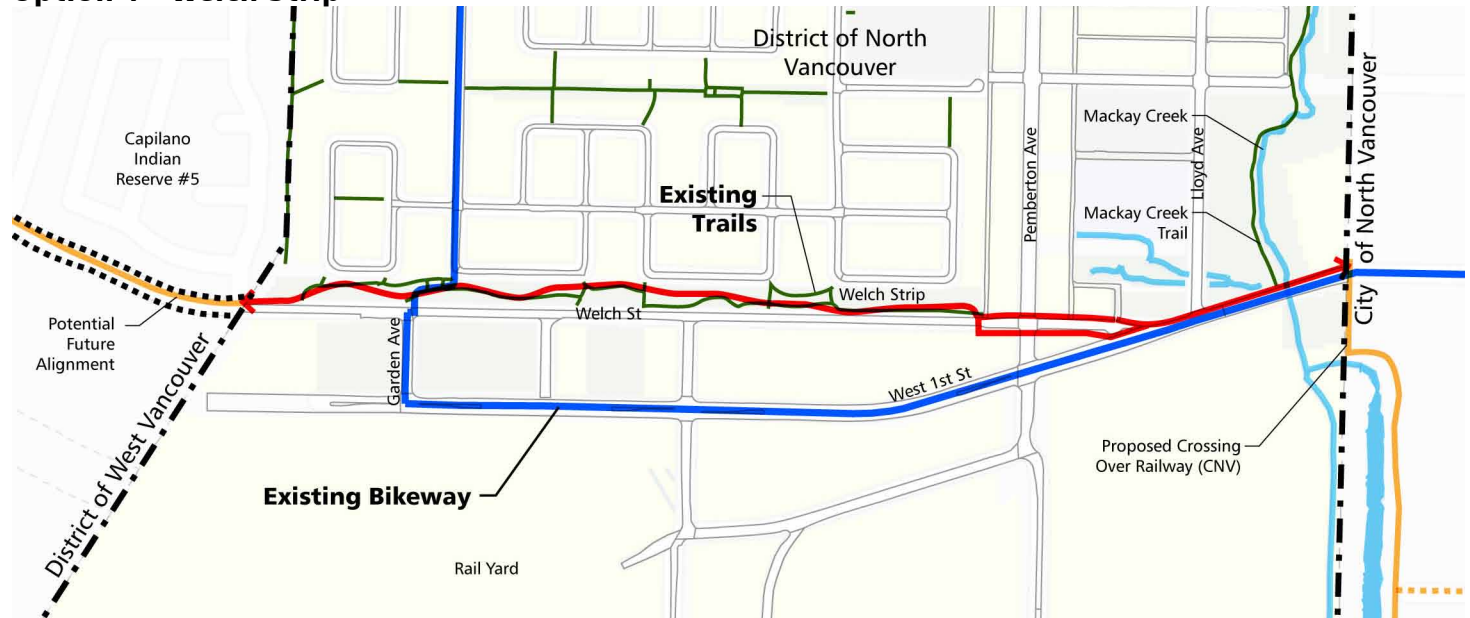 District of North
Vancouver
Capilano
Indian
Reserve #5
Mackay Creek
Lloyd Ave
Pemberton Ave
City of North Vancouver
Existing
Trails
Mackay Creek
Trail
Welch Strip
Welch St
Potential
Future
Alignment
Garden Ave
West 1st St
District of West Vancouver
Proposed Crossing
Over Railway (CNV)
Existing Bikeway
Rail Yard